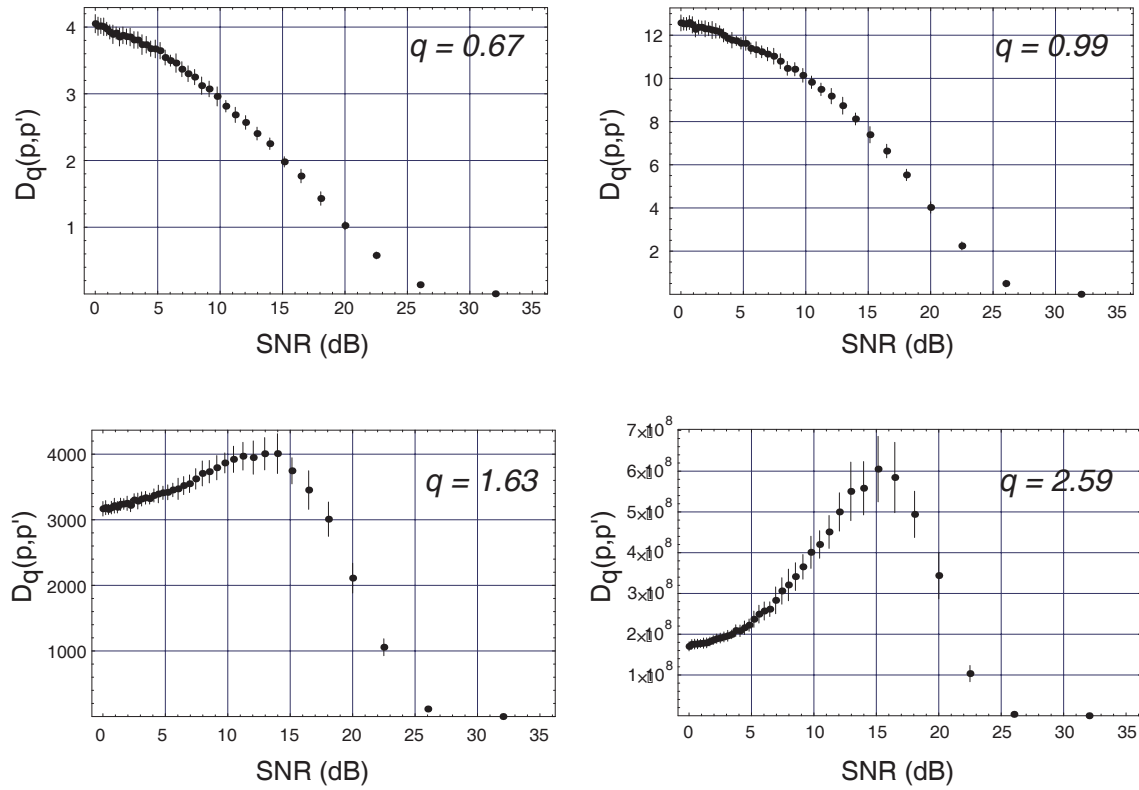 q = 0.67
4
3
2
1
D_q(p,p')
0 5 10 15 20 25 30 35
SNR (dB)
q = 0.99
12
10
8
6
4
2
D_q(p,p')
0 5 10 15 20 25 30 35
SNR (dB)
q = 1.63
4000
3000
2000
1000
D_q(p,p')
0 5 10 15 20 25 30 35
SNR (dB)
q = 2.59
7×10^8
6×10^8
5×10^8
4×10^8
3×10^8
2×10^8
1×10^8
D_q(p,p')
0 5 10 15 20 25 30 35
SNR (dB)